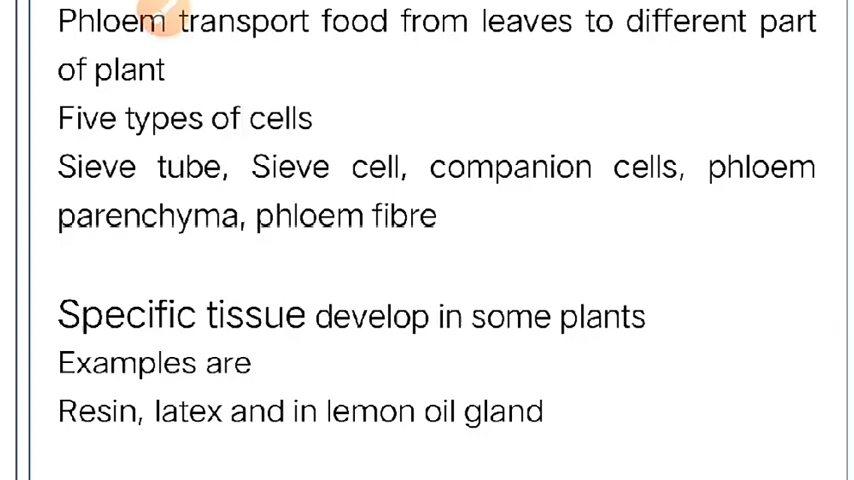 Phloem transport food from leaves to different part
of plant
Five types of cells
Sieve tube, Sieve cell, companion cells, phloem
parenchyma, phloem fibre
Specific tissue develop in some plants
Examples are
Resin, latex and in lemon oil gland